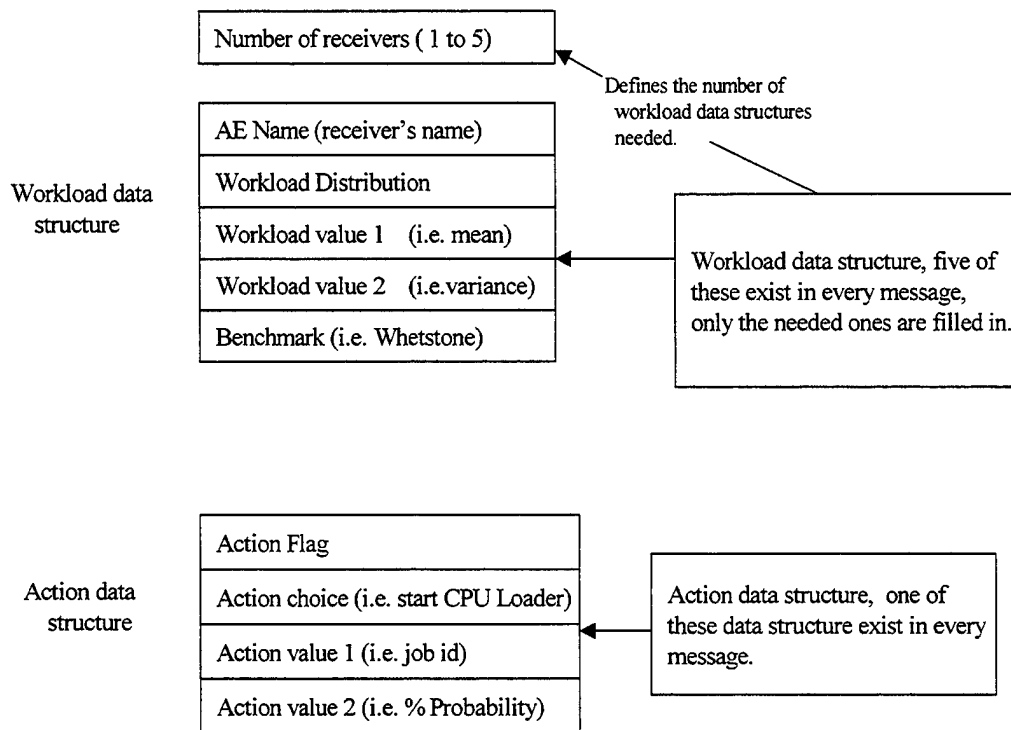 Number of receivers ( 1 to 5)
Defines the number of
workload data structures
needed.
AE Name (receiver's name)
Workload Distribution
Workload value 1 (i.e. mean)
Workload value 2 (i.e.variance)
Benchmark (i.e. Whetstone)
Workload data
structure
Workload data structure, five of
these exist in every message,
only the needed ones are filled in.
Action Flag
Action choice (i.e. start CPU Loader)
Action value 1 (i.e. job id)
Action value 2 (i.e. % Probability)
Action data
structure
Action data structure, one of
these data structure exist in every
message.